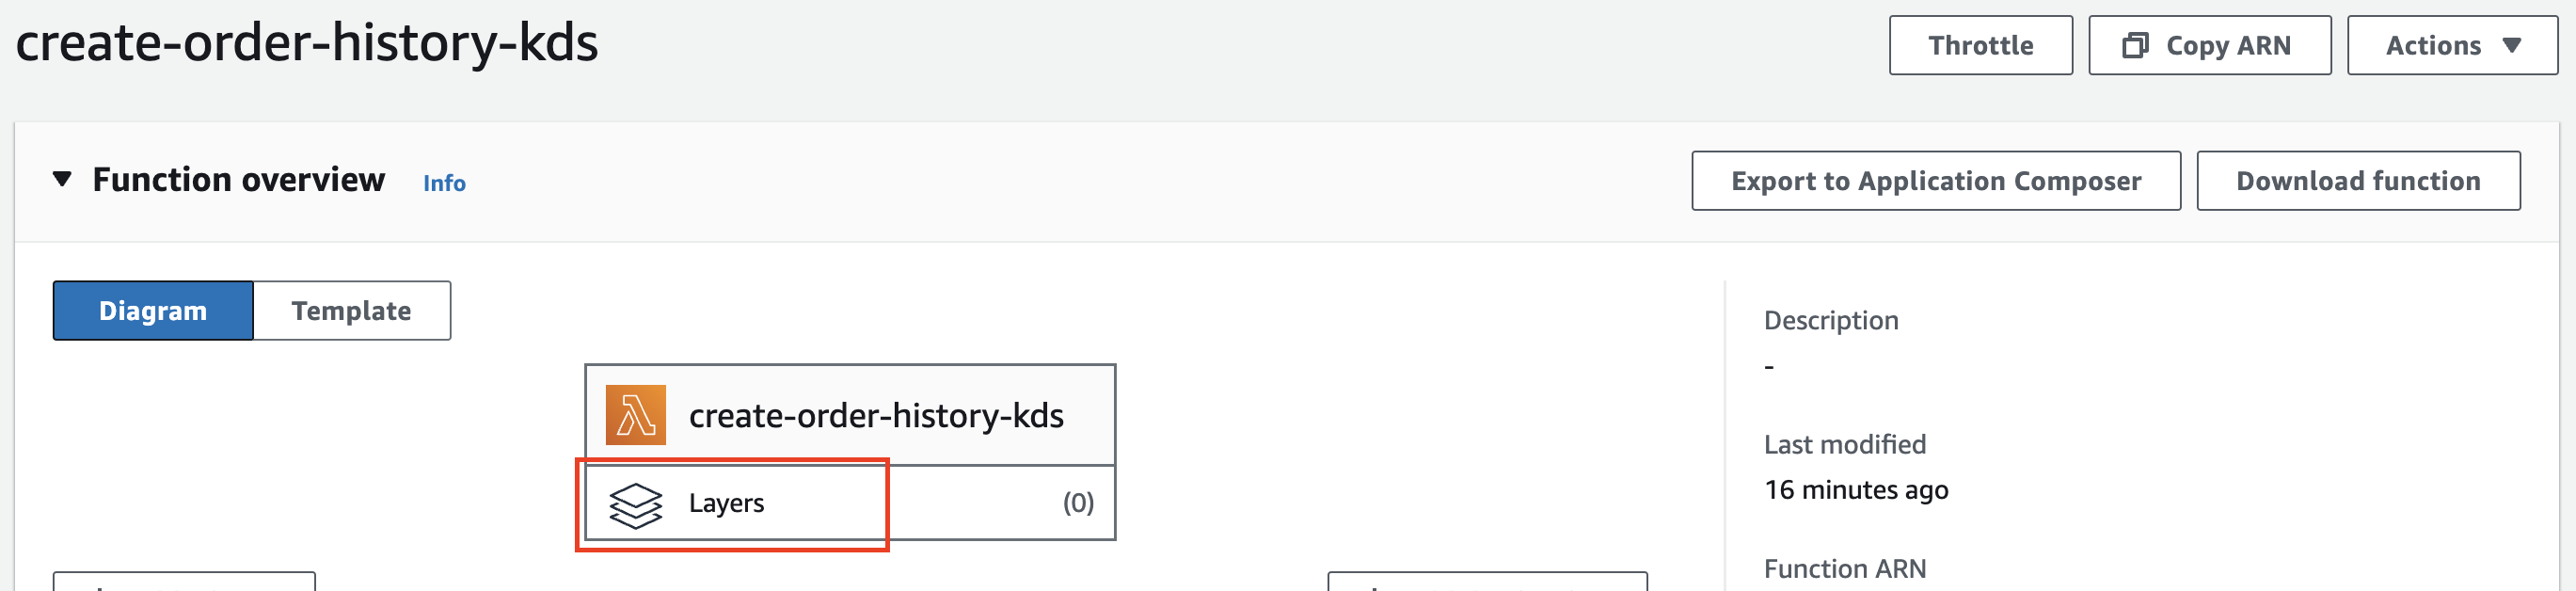 create-order-history-kds
Throttle
Copy ARN
Actions
Function overview
Info
Export to Application Composer
Download function
Diagram
Template
create-order-history-kds
Layers
(0)
Description
-
Last modified
16 minutes ago
Function ARN